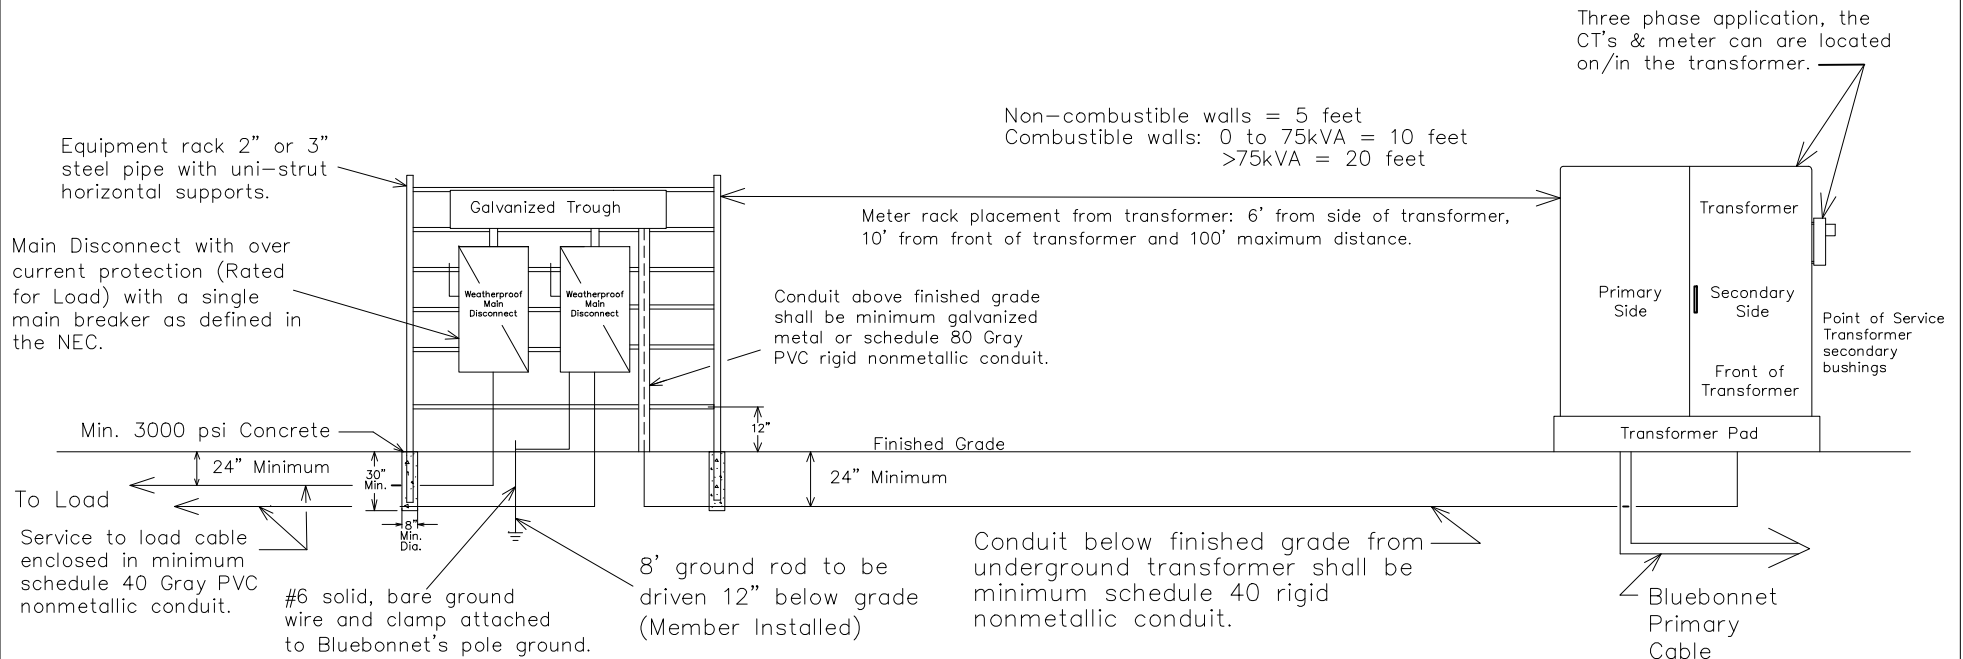 Three phase application, the
CT's & meter can are located
on/in the transformer.
Non-combustible walls = 5 feet
Combustible walls: 0 to 75kVA = 10 feet
>75kVA = 20 feet
Equipment rack 2" or 3"
steel pipe with uni-strut
horizontal supports.
Galvanized Trough
Meter rack placement from transformer: 6' from side of transformer,
10' from front of transformer and 100' maximum distance.
Transformer
Main Disconnect with over
current protection (Rated
for Load) with a single
main breaker as defined in
the NEC.
Weatherproof
Main
Disconnect
Weatherproof
Main
Disconnect
Conduit above finished grade
shall be minimum galvanized
metal or schedule 80 Gray
PVC rigid nonmetallic conduit.
Primary
Side
Secondary
Side
Point of Service
Transformer
secondary
bushings
Front of
Transformer
Min. 3000 psi Concrete
12"
Finished Grade
Transformer Pad
24" Minimum
30"
Min.
24" Minimum
To Load
8"
Min.
Dia.
Service to load cable
enclosed in minimum
schedule 40 Gray PVC
nonmetallic conduit.
#6 solid, bare ground
wire and clamp attached
to Bluebonnet's pole ground.
8' ground rod to be
driven 12" below grade
(Member Installed)
Conduit below finished grade from
underground transformer shall be
minimum schedule 40 rigid
nonmetallic conduit.
Bluebonnet
Primary
Cable